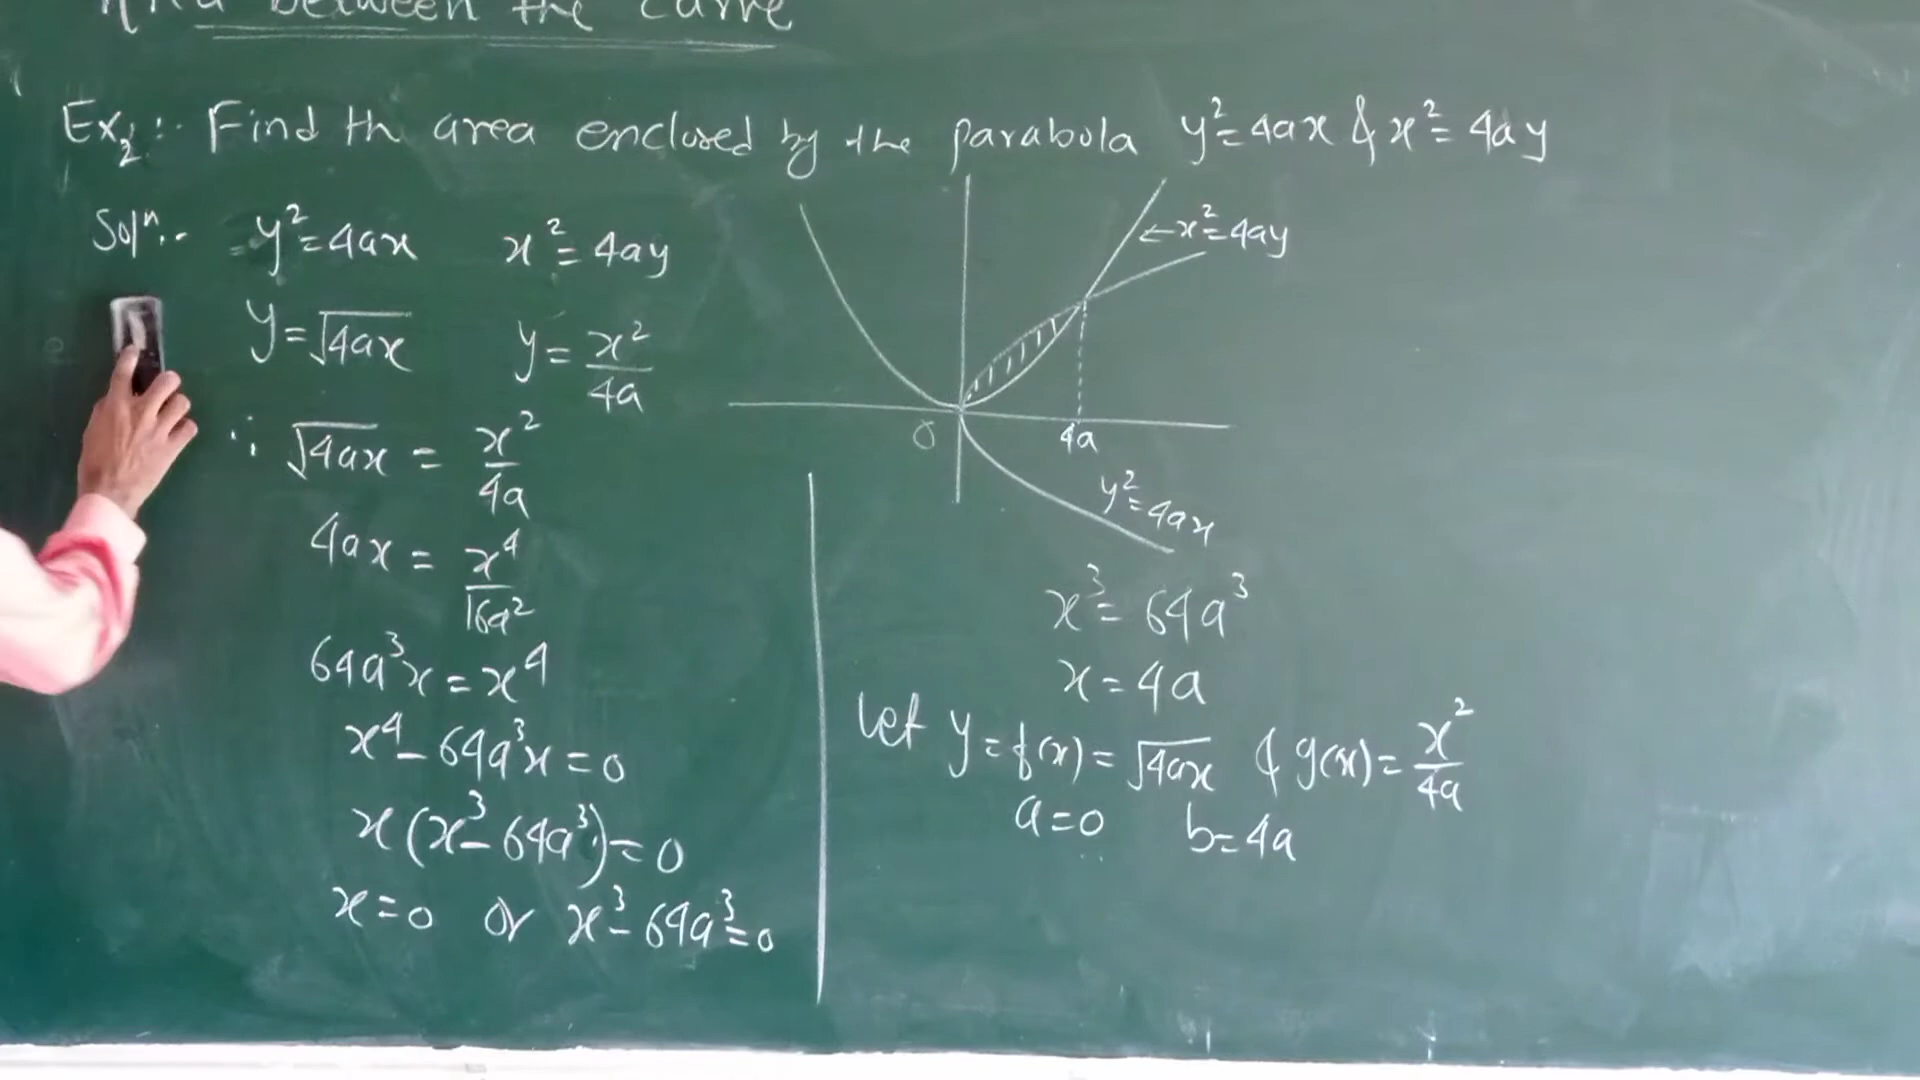 Area between the curve
Ex2:- Find th area enclosed by the parabola y²=4ax & x²=4ay
Solⁿ:- y²=4ax x²=4ay
y=√4ax y=x²/4a
∴ √4ax = x²/4a
4ax = x⁴/16a²
64a³x=x⁴
x⁴-64a³x=0
x(x³-64a³)=0
x=0 or x³-64a³=0
←x²=4ay
O
4a
y²=4ax
x³=64a³
x=4a
Let y=f(x)=√4ax & g(x)=x²/4a
a=0 b=4a